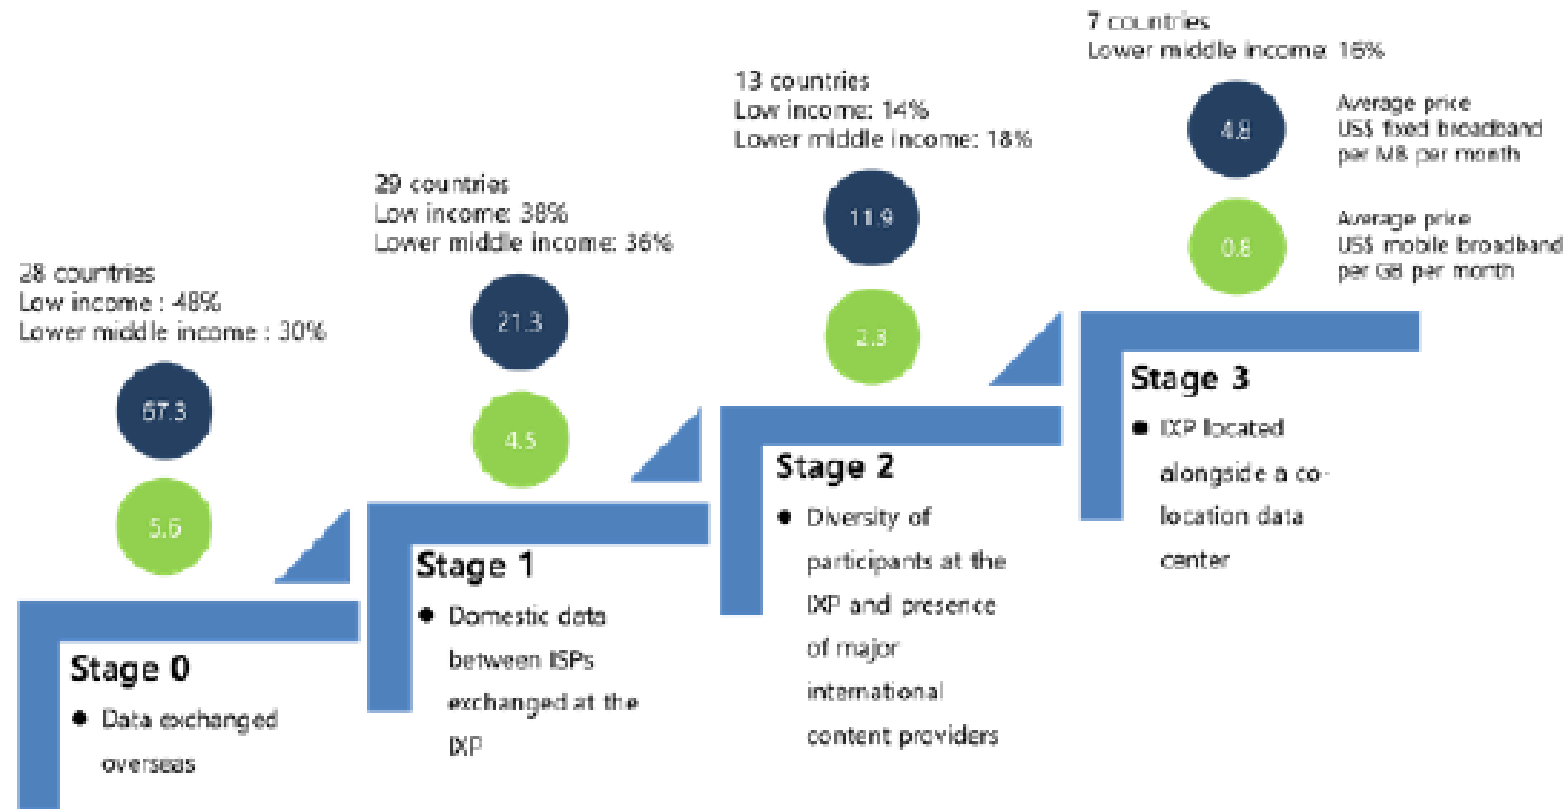 28 countries
Low income : 48%
Lower middle income : 30%
67.3
5.6
Stage 0
● Data exchanged
overseas
29 countries
Low income: 38%
Lower middle income: 36%
21.3
4.5
Stage 1
● Domestic data
between ISPs
exchanged at the
IXP
13 countries
Low income: 14%
Lower middle income: 18%
11.9
2.3
Stage 2
● Diversity of
participants at the
IXP and presence
of major
international
content providers
7 countries
Lower middle income: 16%
4.8
0.8
Average price
US$ fixed broadband
per MB per month
Average price
US$ mobile broadband
per GB per month
Stage 3
● IXP located
alongside a co-
location data
center